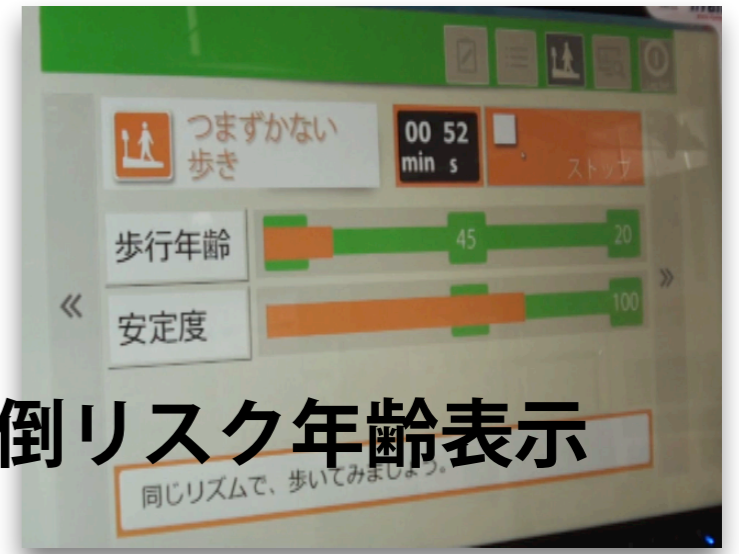 つまずかない
歩き
00 52
min s
ストップ
歩行年齢
45
20
安定度
100
倒リスク年齢表示
同じリズムで、歩いてみましょう。